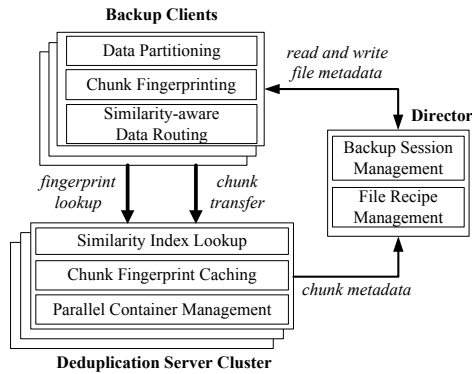 Backup Clients
Data Partitioning
Chunk Fingerprinting
Similarity-aware
Data Routing
read and write
file metadata
Director
Backup Session
Management
File Recipe
Management
fingerprint
lookup
chunk
transfer
Similarity Index Lookup
Chunk Fingerprint Caching
Parallel Container Management
chunk metadata
Deduplication Server Cluster